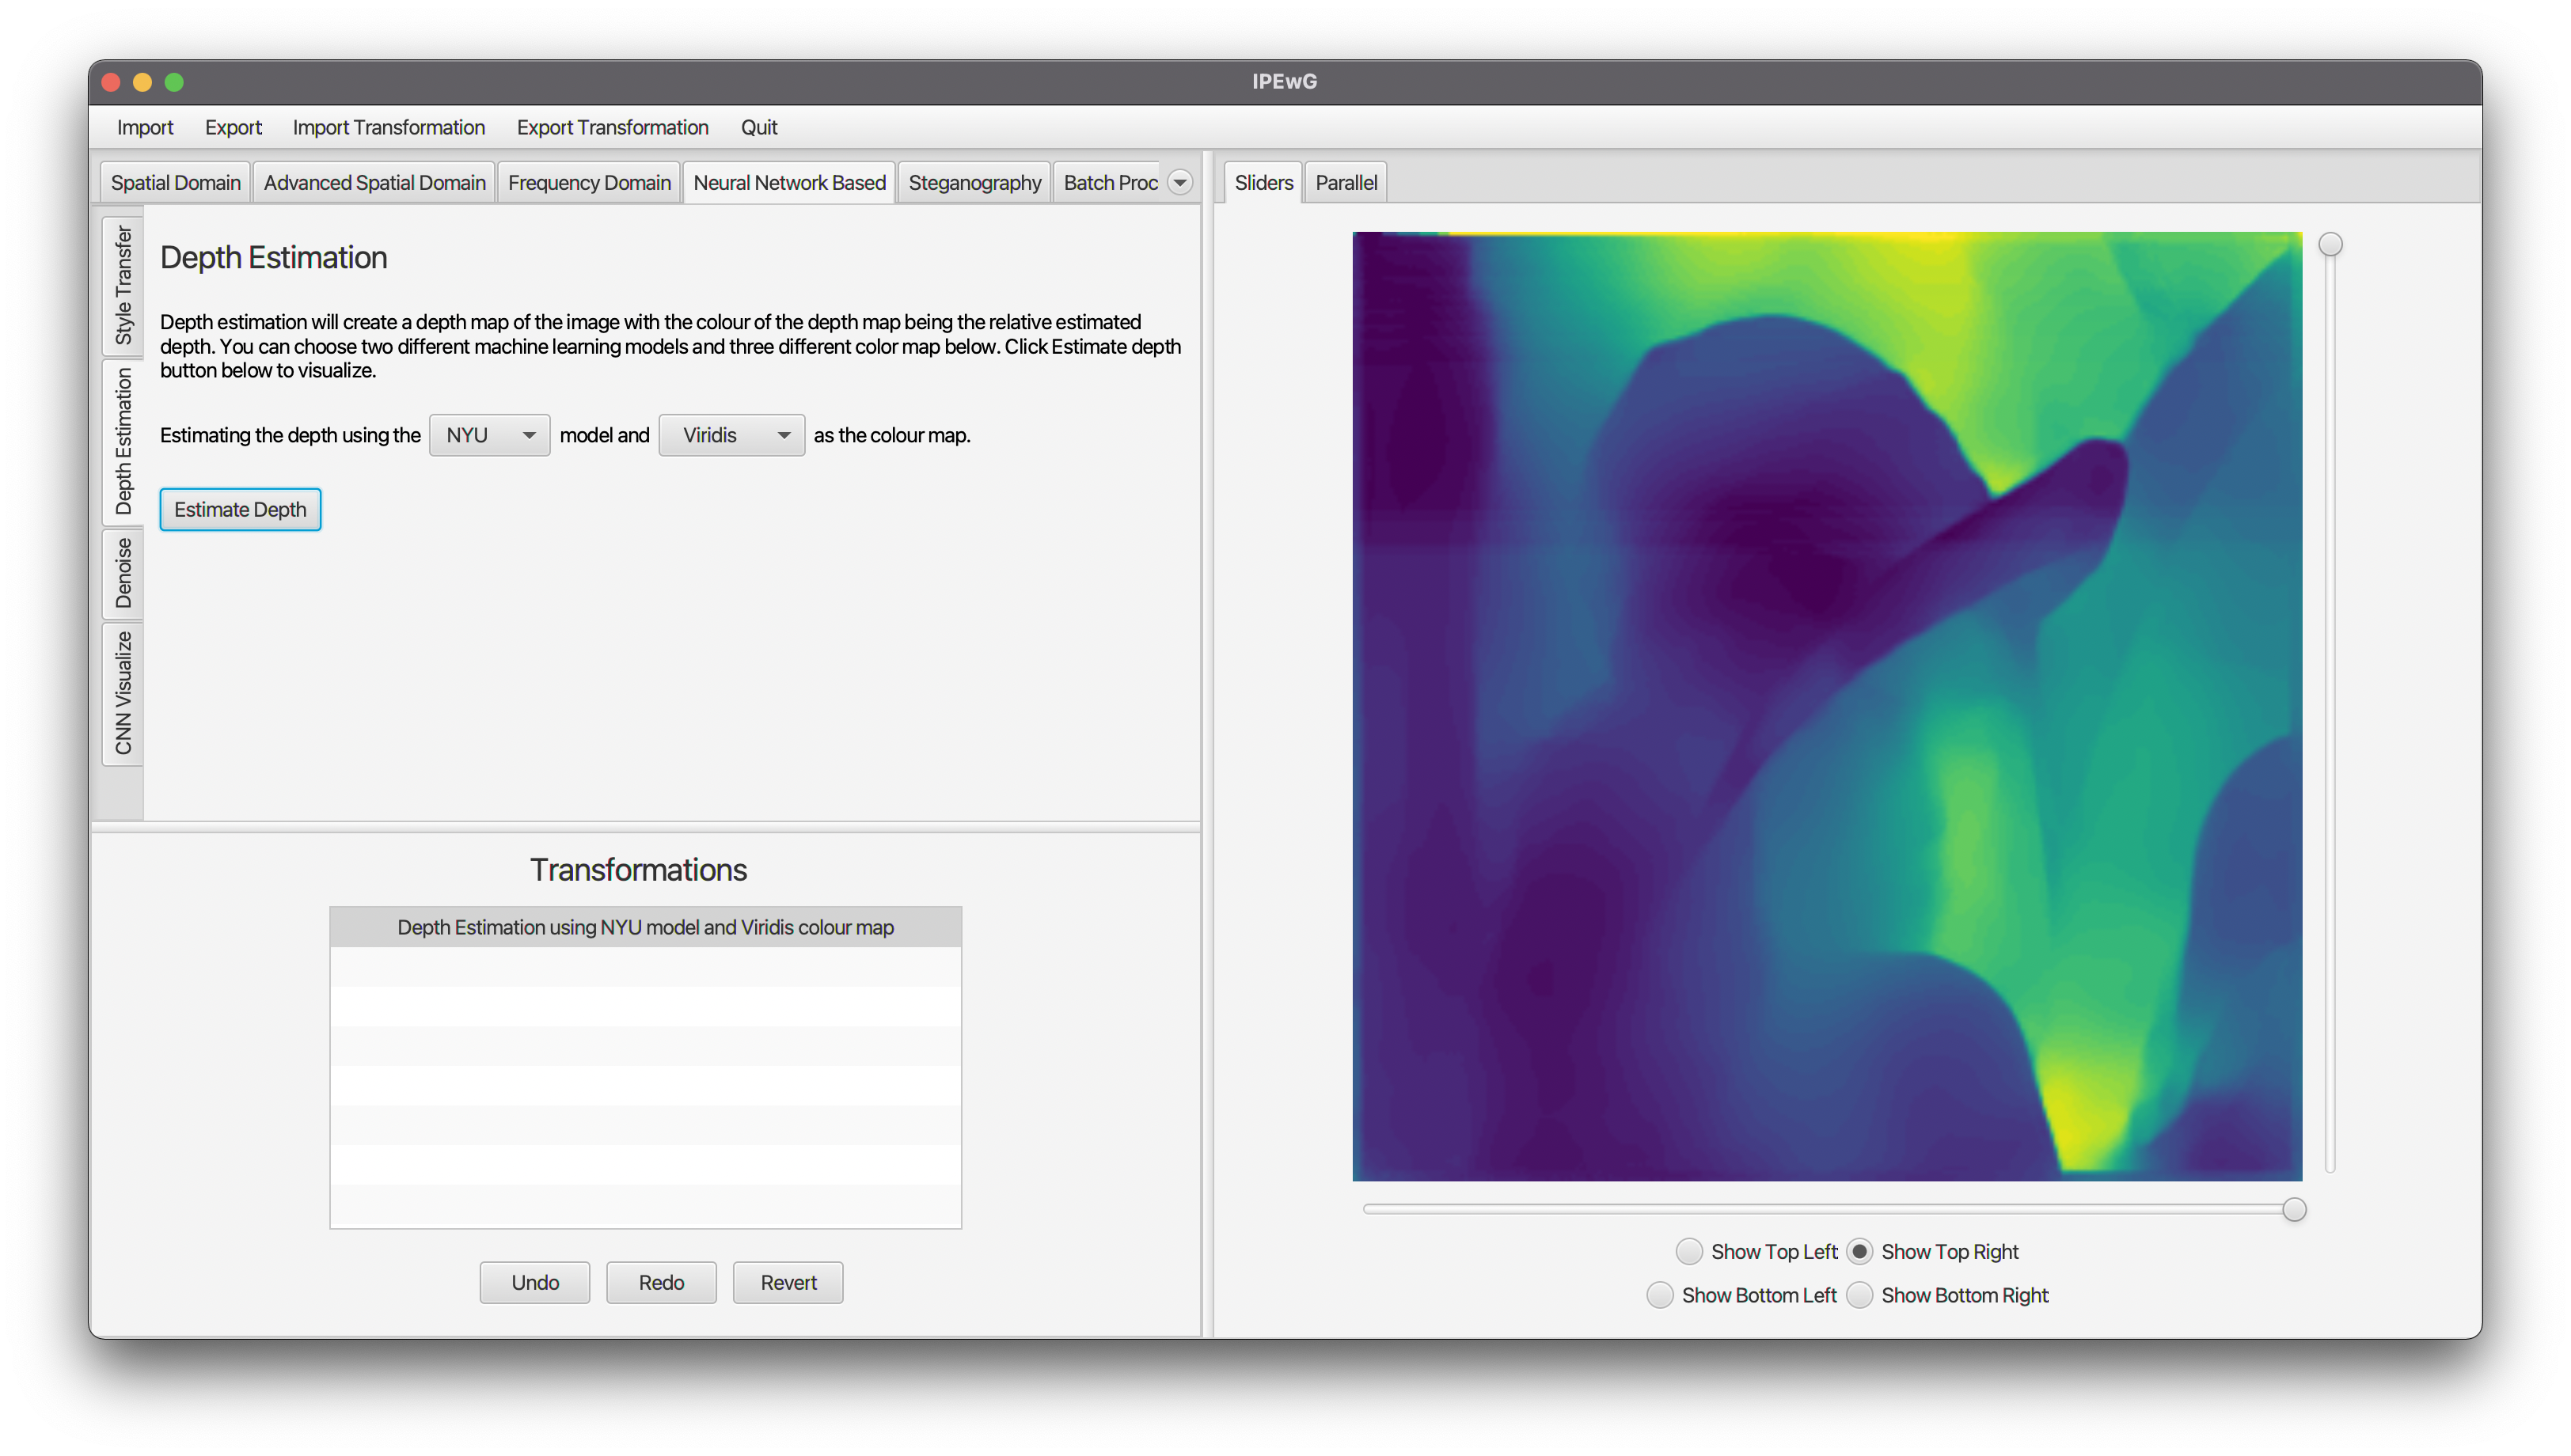 IPEwG
Import Export Import Transformation Export Transformation Quit
Spatial Domain Advanced Spatial Domain Frequency Domain Neural Network Based Steganography Batch Proc
Sliders Parallel
Style Transfer
Depth Estimation
Denoise
CNN Visualize
Depth Estimation
Depth estimation will create a depth map of the image with the colour of the depth map being the relative estimated
depth. You can choose two different machine learning models and three different color map below. Click Estimate depth
button below to visualize.
Estimating the depth using the NYU model and Viridis as the colour map.
Estimate Depth
Transformations
Depth Estimation using NYU model and Viridis colour map
Undo Redo Revert
Show Top Left Show Top Right
Show Bottom Left Show Bottom Right